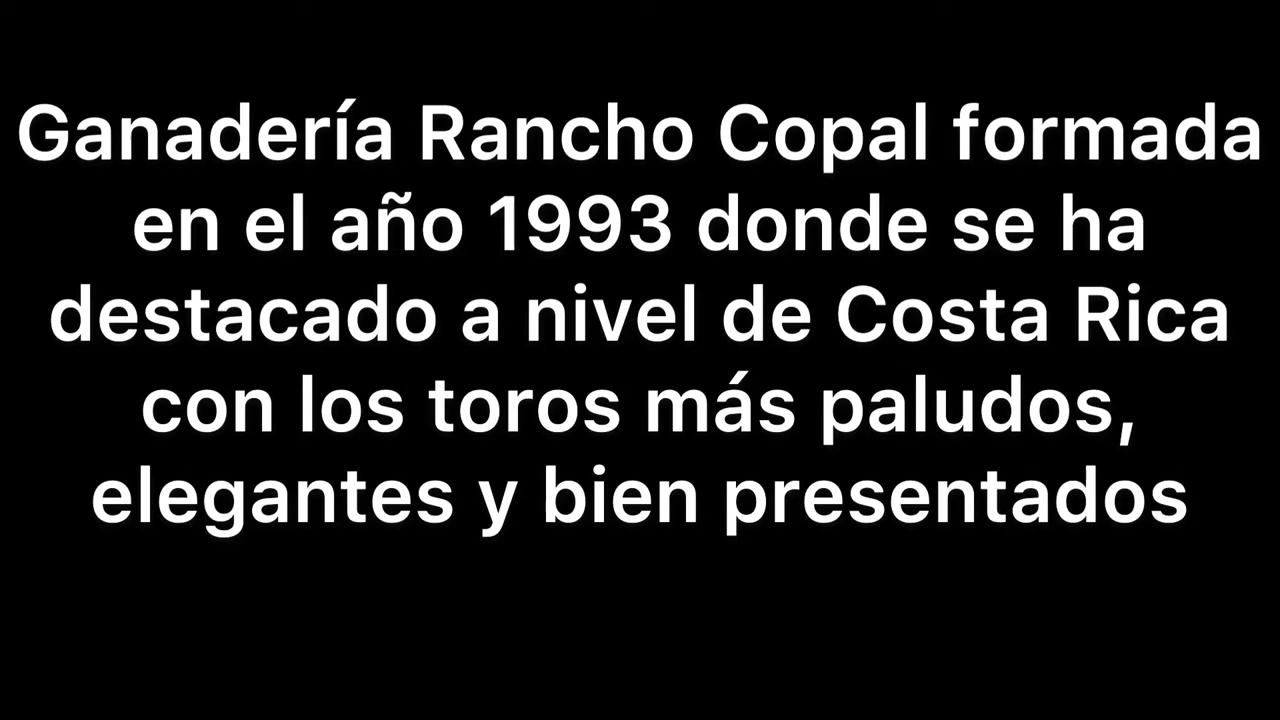 Ganadería Rancho Copal formada
en el año 1993 donde se ha
destacado a nivel de Costa Rica
con los toros más paludos,
elegantes y bien presentados